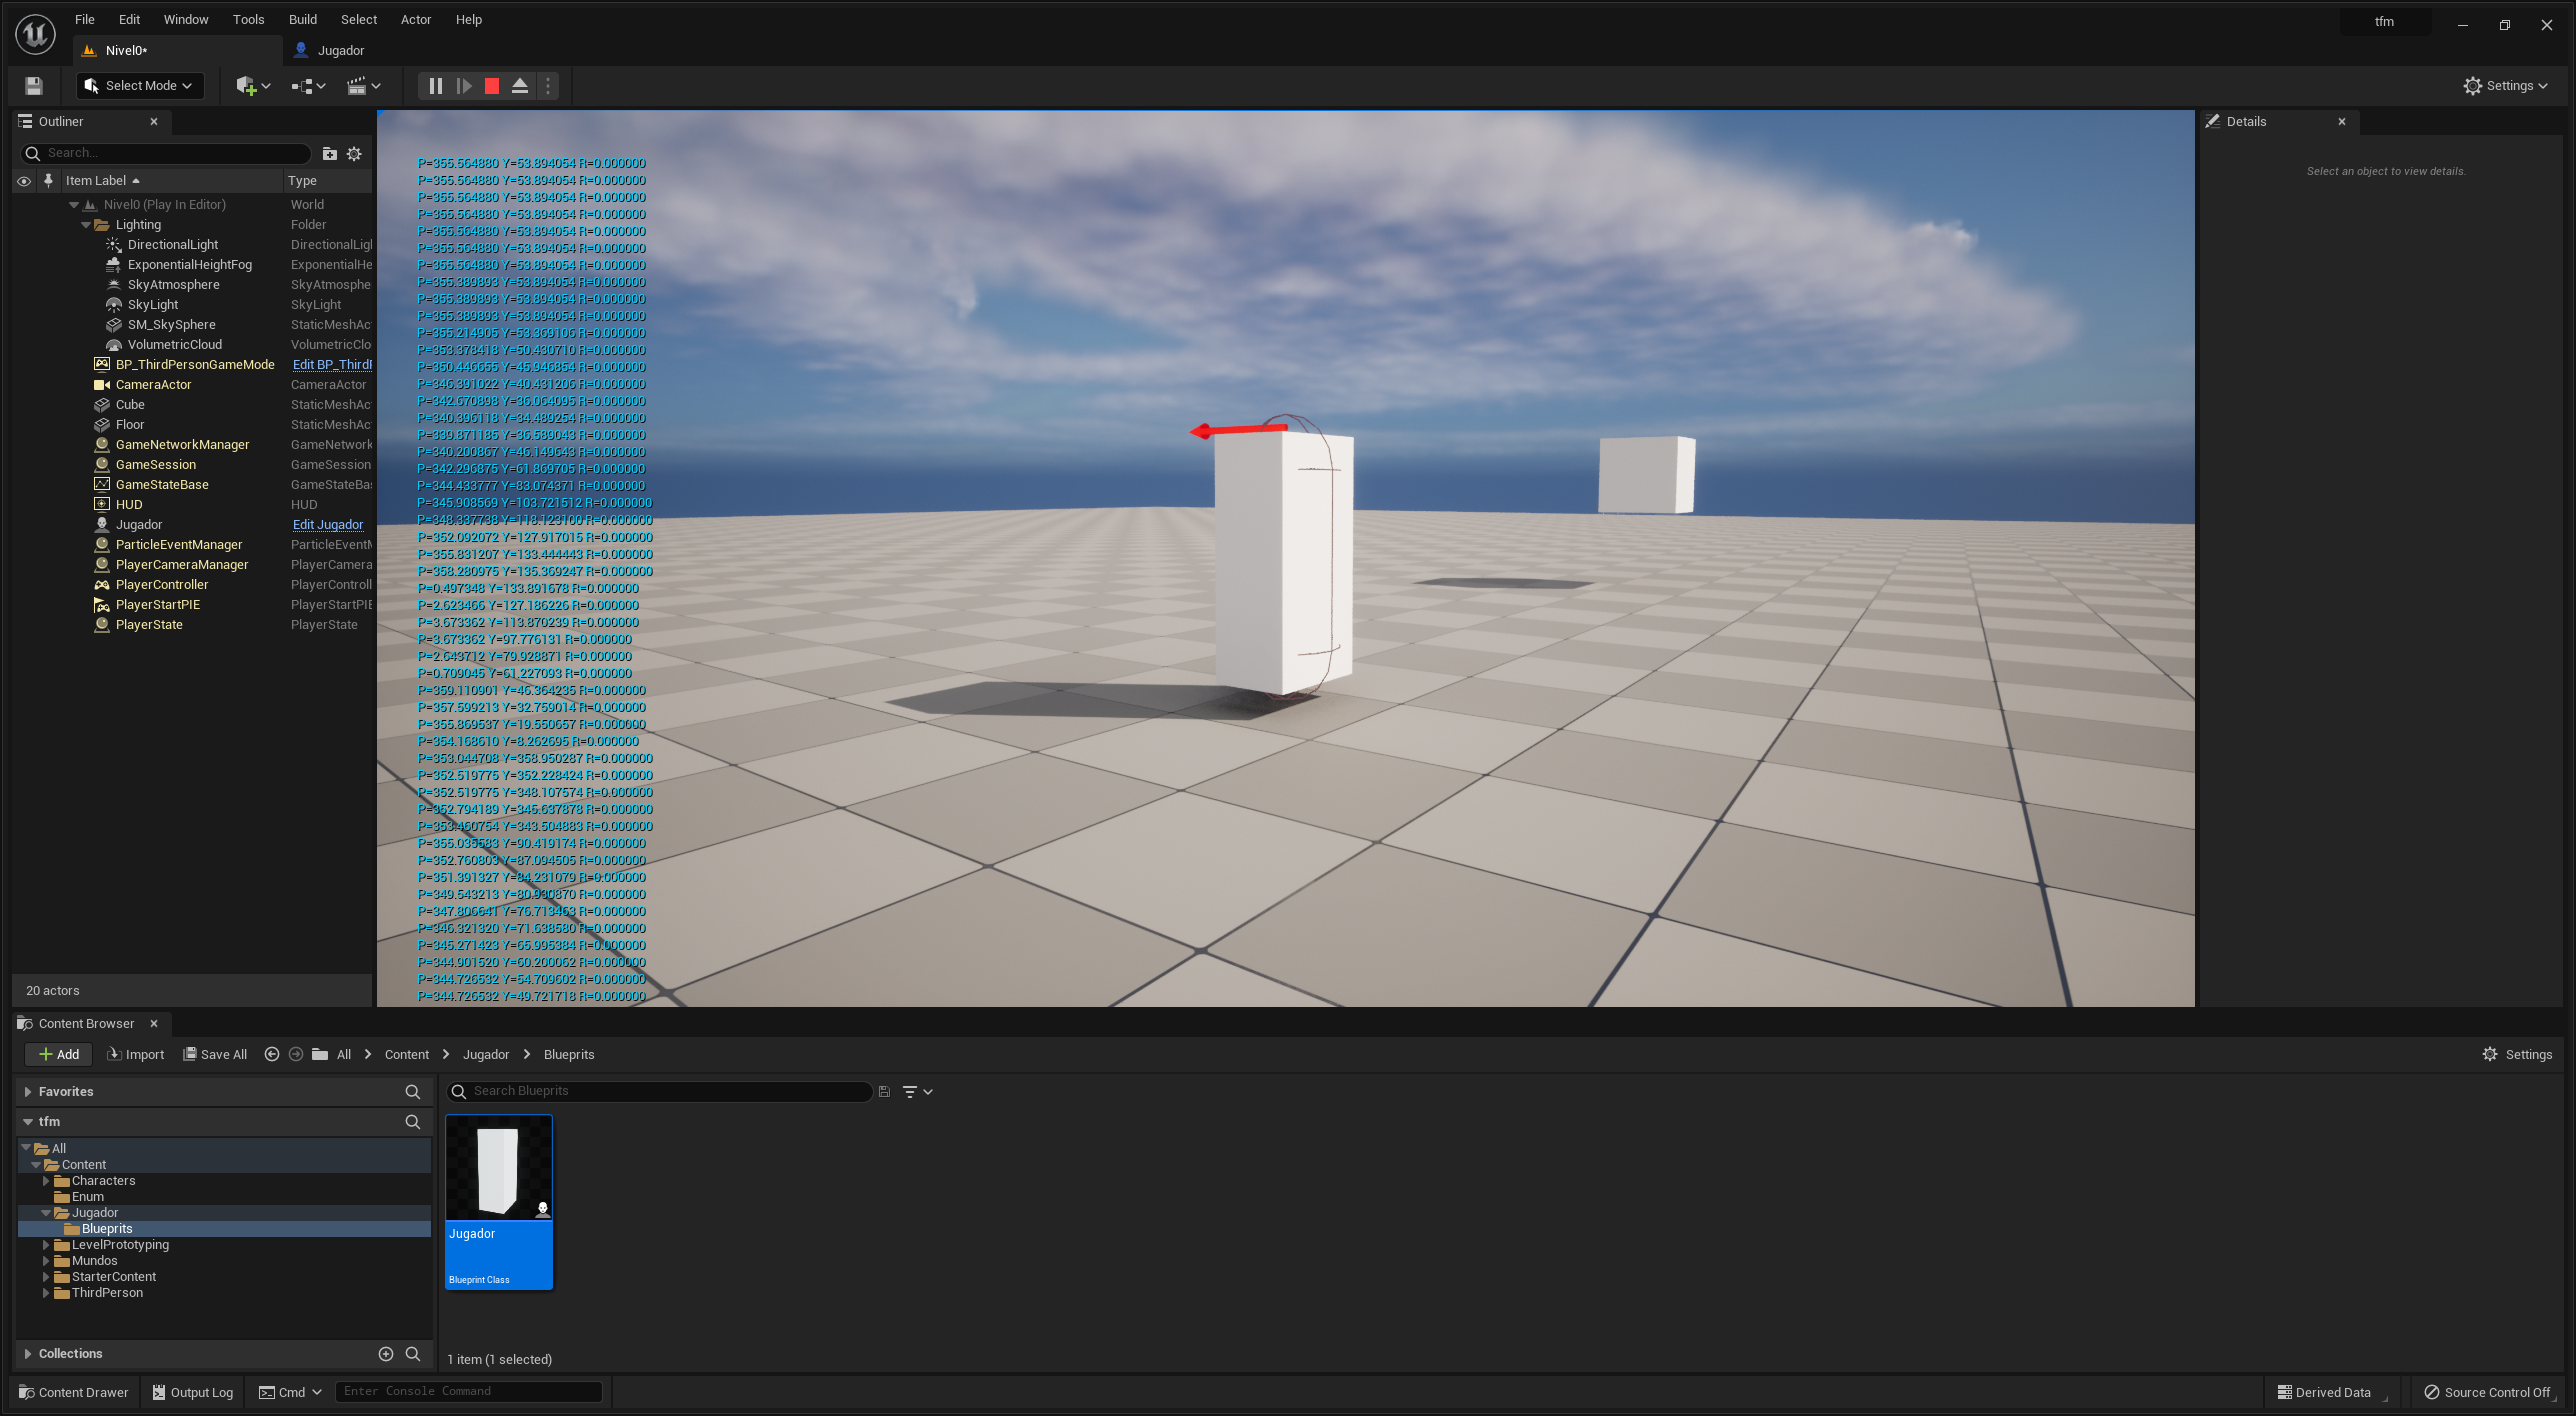 File Edit Window Tools Build Select Actor Help
tfm
Nivel0*
Jugador
Select Mode
Settings
Outliner
Search...
Item Label Type
Nivel0 (Play In Editor) World
Lighting Folder
DirectionalLight DirectionalLigh
ExponentialHeightFog ExponentialHe
SkyAtmosphere SkyAtmosphe
SkyLight SkyLight
SM_SkySphere StaticMeshAc
VolumetricCloud VolumetricClo
BP_ThirdPersonGameMode Edit BP_ThirdP
CameraActor CameraActor
Cube StaticMeshAc
Floor StaticMeshAc
GameNetworkManager GameNetwork
GameSession GameSession
GameStateBase GameStateBa
HUD HUD
Jugador Edit Jugador
ParticleEventManager ParticleEventM
PlayerCameraManager PlayerCamera
PlayerController PlayerControll
PlayerStartPIE PlayerStartPIE
PlayerState PlayerState
20 actors
P=355.564880 Y=53.894054 R=0.000000
P=355.564880 Y=53.894054 R=0.000000
P=355.564880 Y=53.894054 R=0.000000
P=355.564880 Y=53.894054 R=0.000000
P=355.564880 Y=53.894054 R=0.000000
P=355.564880 Y=53.894054 R=0.000000
P=355.564880 Y=53.894054 R=0.000000
P=355.389893 Y=53.894054 R=0.000000
P=355.389893 Y=53.894054 R=0.000000
P=355.389893 Y=53.894054 R=0.000000
P=355.214905 Y=53.369106 R=0.000000
P=353.378418 Y=50.430710 R=0.000000
P=350.446655 Y=45.946854 R=0.000000
P=346.391022 Y=40.431206 R=0.000000
P=342.670898 Y=36.064095 R=0.000000
P=340.396118 Y=34.489254 R=0.000000
P=339.871185 Y=36.589043 R=0.000000
P=340.200867 Y=46.149643 R=0.000000
P=342.296875 Y=61.869705 R=0.000000
P=344.433777 Y=83.074371 R=0.000000
P=345.908569 Y=103.721512 R=0.000000
P=348.337738 Y=118.123100 R=0.000000
P=352.092072 Y=127.917015 R=0.000000
P=355.831207 Y=133.444443 R=0.000000
P=358.280975 Y=135.369247 R=0.000000
P=0.497348 Y=133.891678 R=0.000000
P=2.623466 Y=127.186226 R=0.000000
P=3.673362 Y=113.870239 R=0.000000
P=3.673362 Y=97.776131 R=0.000000
P=2.643712 Y=79.928871 R=0.000000
P=0.709045 Y=61.227093 R=0.000000
P=359.110901 Y=46.364235 R=0.000000
P=357.599213 Y=32.759014 R=0.000000
P=355.869537 Y=19.550657 R=0.000000
P=354.168610 Y=8.262695 R=0.000000
P=353.044708 Y=358.950287 R=0.000000
P=352.519775 Y=352.228424 R=0.000000
P=352.519775 Y=348.107574 R=0.000000
P=352.794189 Y=345.637878 R=0.000000
P=353.460754 Y=343.504883 R=0.000000
P=355.035583 Y=90.419174 R=0.000000
P=352.760803 Y=87.094505 R=0.000000
P=351.391327 Y=84.231079 R=0.000000
P=349.543213 Y=80.930870 R=0.000000
P=347.806641 Y=76.713463 R=0.000000
P=346.321320 Y=71.638580 R=0.000000
P=345.271423 Y=65.995384 R=0.000000
P=344.901520 Y=60.200062 R=0.000000
P=344.726532 Y=54.709602 R=0.000000
P=344.726532 Y=49.721718 R=0.000000
Details
Select an object to view details.
Content Browser
Add Import Save All All Content Jugador Blueprits Settings
Favorites
tfm
All
Content
Characters
Enum
Jugador
Blueprits
LevelPrototyping
Mundos
StarterContent
ThirdPerson
Collections
Search Blueprits
Jugador
Blueprint Class
1 item (1 selected)
Content Drawer Output Log Cmd Enter Console Command Derived Data Source Control Off